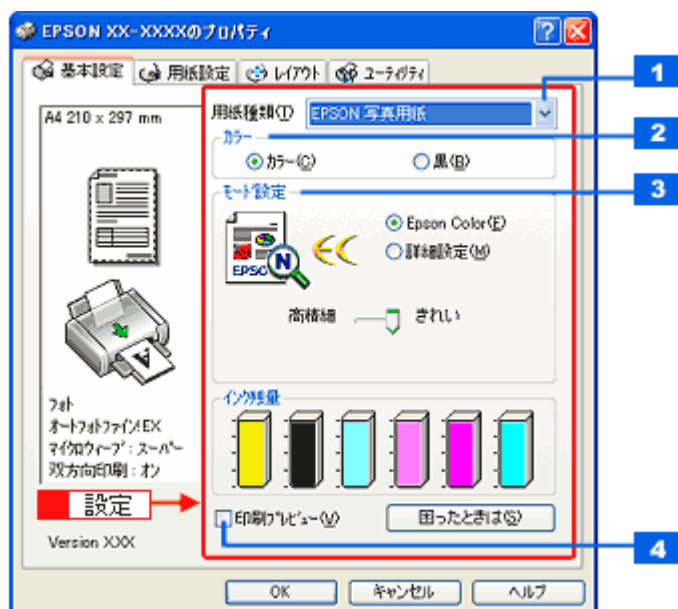 EPSON XX-XXXXのプロパティ
基本設定 用紙設定 レイアウト ユーティリティ
A4 210 x 297 mm
用紙種類(T) EPSON 写真用紙
1
カラー
2
カラー(C) 黒(B)
モード設定
3
Epson Color(E)
詳細設定(M)
EPSO
N
高精細 きれい
フォト
オートフォトファイン!EX
マイクロウィーブ：スーパー
双方向印刷：オン
設定
Version XXX
インク残量
印刷プレビュー(V) 困ったときは(S)
4
OK キャンセル ヘルプ